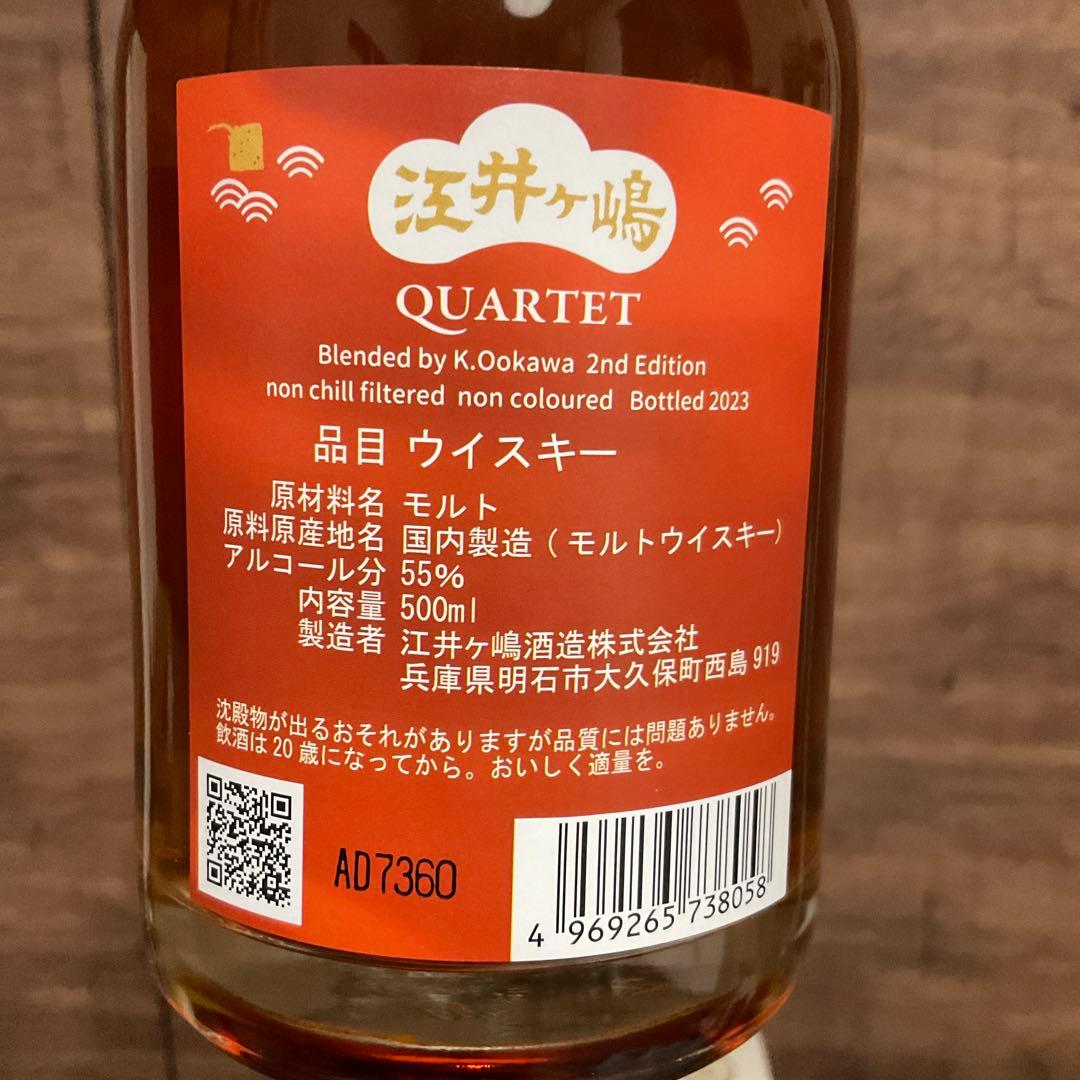 江井ヶ嶋
QUARTET
Blended by K.Ookawa 2nd Edition
non chill filtered non coloured Bottled 2023
品目 ウイスキー
原材料名 モルト
原料原産地名 国内製造 (モルトウイスキー)
アルコール分 55%
内容量 500ml
製造者 江井ヶ嶋酒造株式会社
兵庫県明石市大久保町西島 919
沈殿物が出るおそれがありますが品質には問題ありません。
飲酒は20歳になってから。おいしく適量を。
AD7360
4 969265 738058